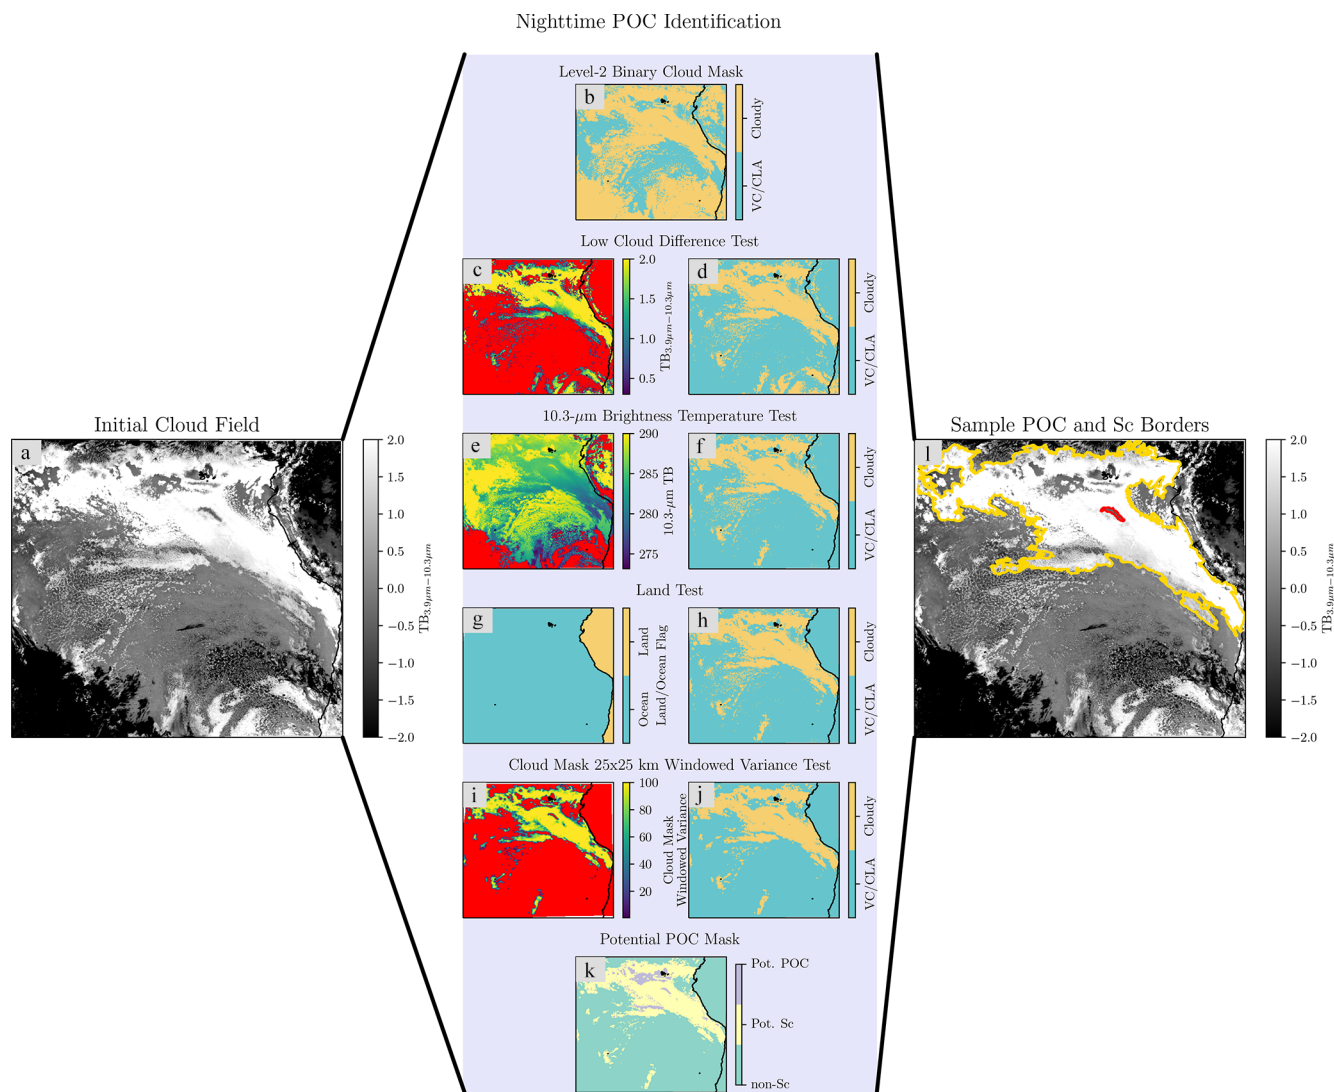 Nighttime POC Identification
Level-2 Binary Cloud Mask
b
Cloudy
VC/CLA
Low Cloud Difference Test
c
2.0
1.5
1.0
0.5
TB3.9μm−10.3μm
d
Cloudy
VC/CLA
10.3-μm Brightness Temperature Test
e
290
285
280
275
10.3-μm TB
f
Cloudy
VC/CLA
Land Test
g
Land
Ocean
Land/Ocean Flag
h
Cloudy
VC/CLA
Cloud Mask 25x25 km Windowed Variance Test
i
100
80
60
40
20
Cloud Mask
Windowed Variance
j
Cloudy
VC/CLA
Potential POC Mask
k
Pot. POC
Pot. Sc
non-Sc
Initial Cloud Field
a
2.0
1.5
1.0
0.5
0.0
−0.5
−1.0
−1.5
−2.0
TB3.9μm−10.3μm
Sample POC and Sc Borders
l
2.0
1.5
1.0
0.5
0.0
−0.5
−1.0
−1.5
−2.0
TB3.9μm−10.3μm